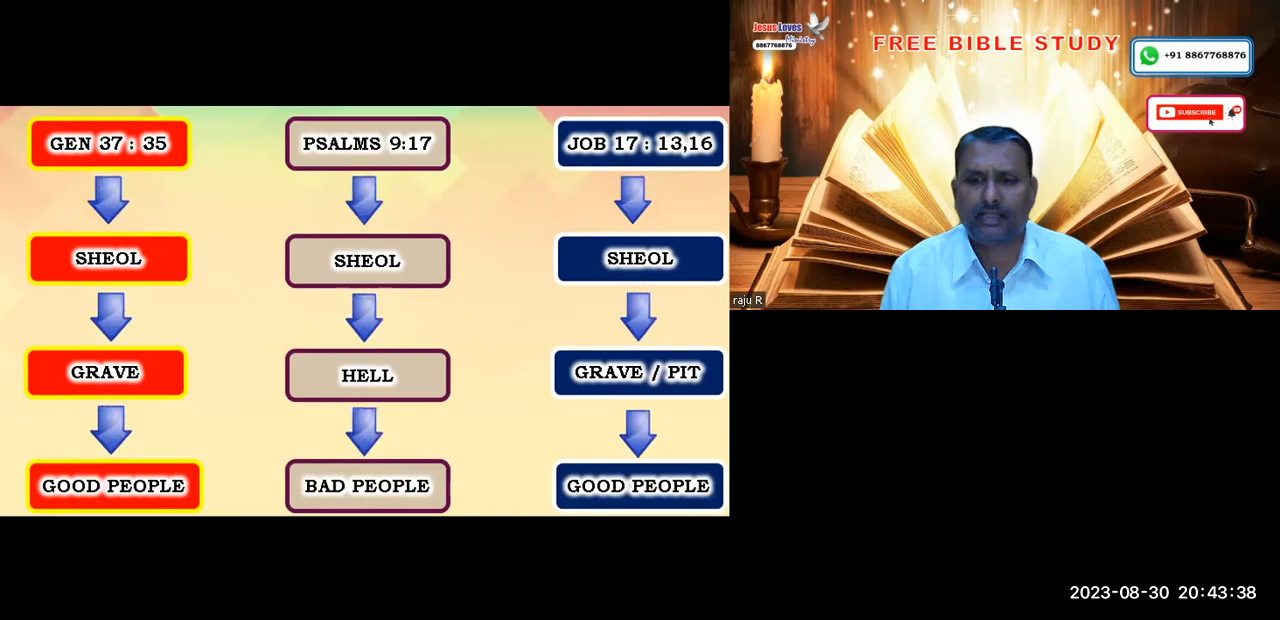 GEN 37 : 35
PSALMS 9:17
JOB 17 : 13,16
SHEOL
SHEOL
SHEOL
GRAVE
HELL
GRAVE / PIT
GOOD PEOPLE
BAD PEOPLE
GOOD PEOPLE
Jesus Loves
Ministry
8867768876
FREE BIBLE STUDY
+91 8867768876
SUBSCRIBE
raju R
2023-08-30 20:43:38